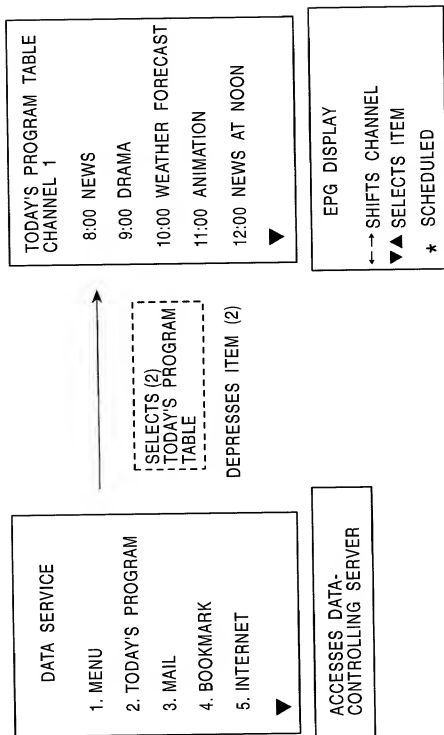 DATA SERVICE
1. MENU
2. TODAY'S PROGRAM
3. MAIL
4. BOOKMARK
5. INTERNET
▼
ACCESSES DATA-
CONTROLLING SERVER
SELECTS (2)
TODAY'S PROGRAM
TABLE
DEPRESSES ITEM (2)
TODAY'S PROGRAM TABLE
CHANNEL 1
8:00 NEWS
9:00 DRAMA
10:00 WEATHER FORECAST
11:00 ANIMATION
12:00 NEWS AT NOON
▼
EPG DISPLAY
←→ SHIFTS CHANNEL
▼▲ SELECTS ITEM
* SCHEDULED